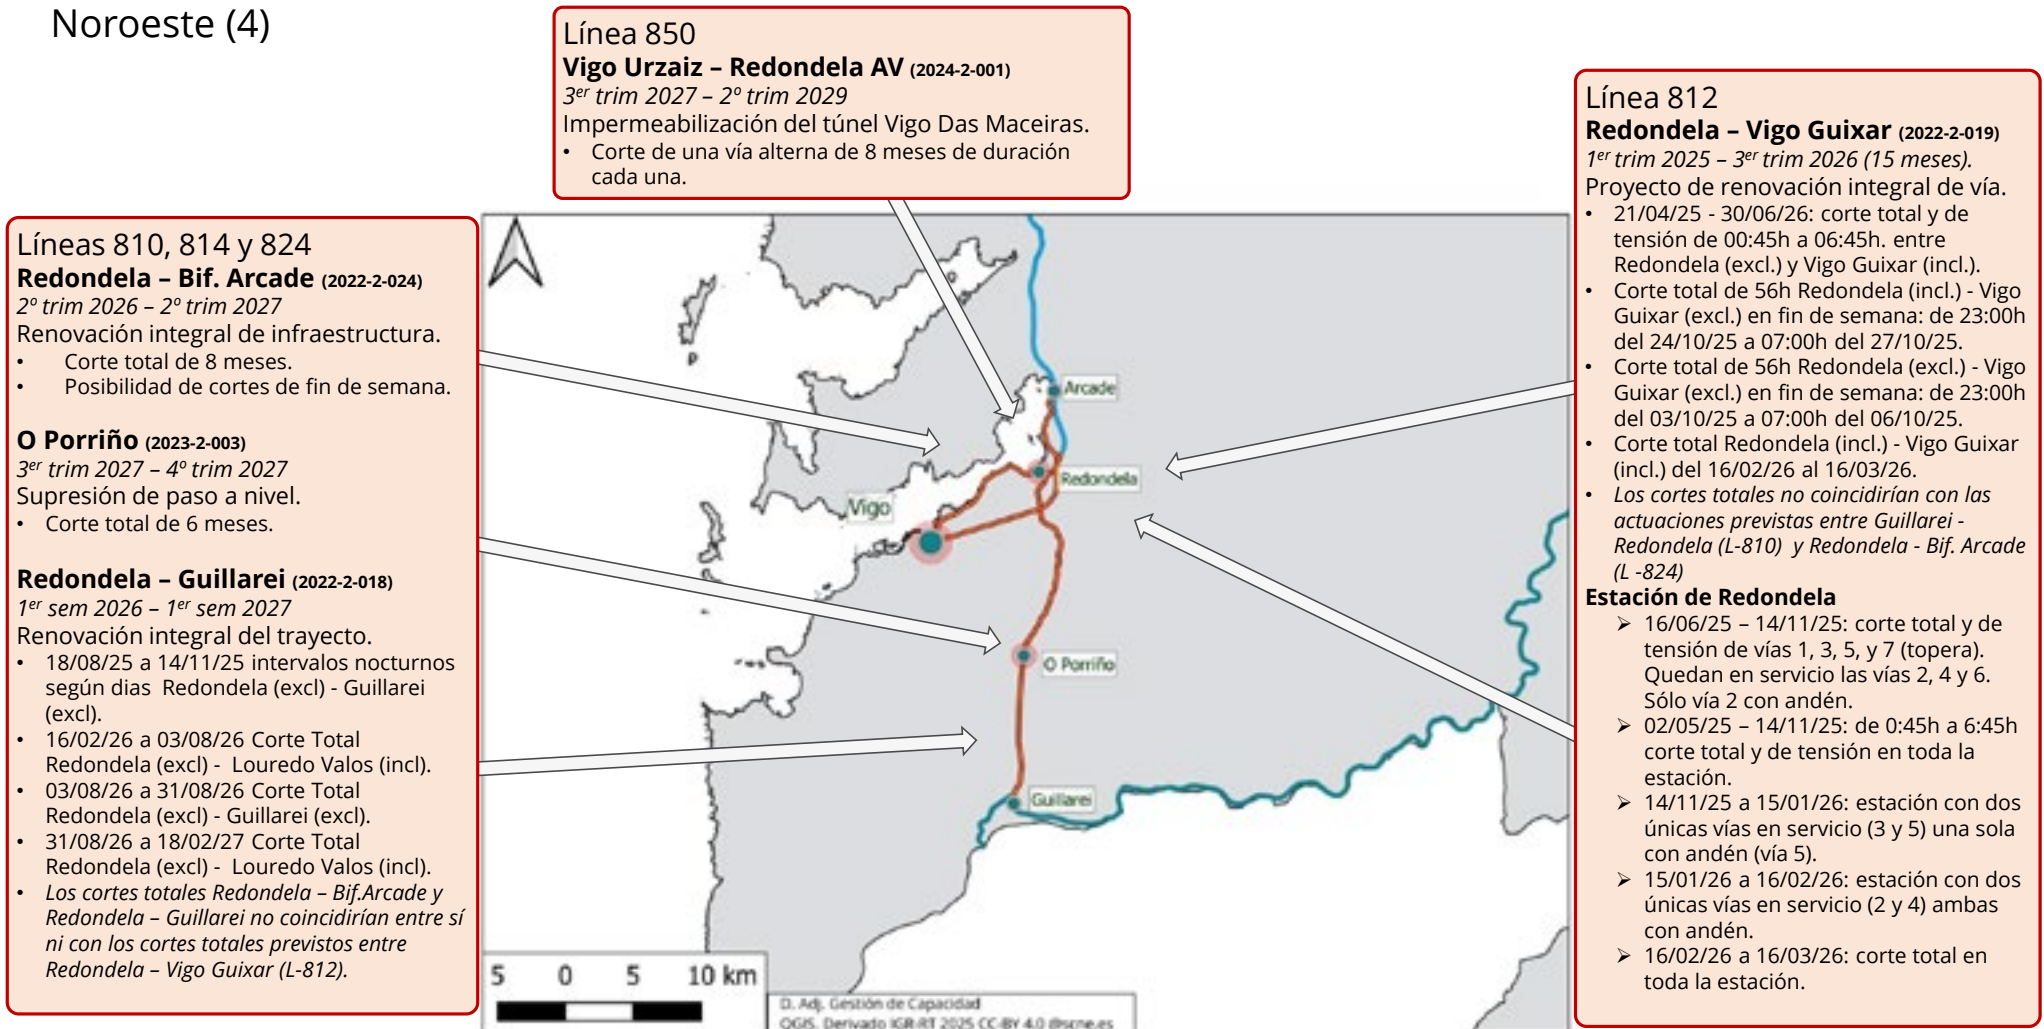 Noroeste (4)
Línea 850
Vigo Urzaiz – Redondela AV (2024-2-001)
3er trim 2027 – 2º trim 2029
Impermeabilización del túnel Vigo Das Maceiras.
• Corte de una vía alterna de 8 meses de duración
cada una.
Líneas 810, 814 y 824
Redondela – Bif. Arcade (2022-2-024)
2º trim 2026 – 2º trim 2027
Renovación integral de infraestructura.
• Corte total de 8 meses.
• Posibilidad de cortes de fin de semana.
O Porriño (2023-2-003)
3er trim 2027 – 4º trim 2027
Supresión de paso a nivel.
• Corte total de 6 meses.
Redondela – Guillarei (2022-2-018)
1er sem 2026 – 1er sem 2027
Renovación integral del trayecto.
• 18/08/25 a 14/11/25 intervalos nocturnos
según dias Redondela (excl) - Guillarei
(excl).
• 16/02/26 a 03/08/26 Corte Total
Redondela (excl) - Louredo Valos (incl).
• 03/08/26 a 31/08/26 Corte Total
Redondela (excl) - Guillarei (excl).
• 31/08/26 a 18/02/27 Corte Total
Redondela (excl) - Louredo Valos (incl).
• Los cortes totales Redondela – Bif.Arcade y
Redondela – Guillarei no coincidirían entre sí
ni con los cortes totales previstos entre
Redondela – Vigo Guixar (L-812).
Arcade
Redondela
Vigo
O Porriño
Guillarei
5 0 5 10 km
D. Adj. Gestión de Capacidad
QGIS. Derivado IGR-RT 2025 CC-BY 4.0 @scne.es
Línea 812
Redondela – Vigo Guixar (2022-2-019)
1er trim 2025 – 3er trim 2026 (15 meses).
Proyecto de renovación integral de vía.
• 21/04/25 - 30/06/26: corte total y de
tensión de 00:45h a 06:45h. entre
Redondela (excl.) y Vigo Guixar (incl.).
• Corte total de 56h Redondela (incl.) - Vigo
Guixar (excl.) en fin de semana: de 23:00h
del 24/10/25 a 07:00h del 27/10/25.
• Corte total de 56h Redondela (excl.) - Vigo
Guixar (excl.) en fin de semana: de 23:00h
del 03/10/25 a 07:00h del 06/10/25.
• Corte total Redondela (incl.) - Vigo Guixar
(incl.) del 16/02/26 al 16/03/26.
• Los cortes totales no coincidirían con las
actuaciones previstas entre Guillarei -
Redondela (L-810) y Redondela - Bif. Arcade
(L -824)
Estación de Redondela
➢ 16/06/25 – 14/11/25: corte total y de
tensión de vías 1, 3, 5, y 7 (topera).
Quedan en servicio las vías 2, 4 y 6.
Sólo vía 2 con andén.
➢ 02/05/25 – 14/11/25: de 0:45h a 6:45h
corte total y de tensión en toda la
estación.
➢ 14/11/25 a 15/01/26: estación con dos
únicas vías en servicio (3 y 5) una sola
con andén (vía 5).
➢ 15/01/26 a 16/02/26: estación con dos
únicas vías en servicio (2 y 4) ambas
con andén.
➢ 16/02/26 a 16/03/26: corte total en
toda la estación.